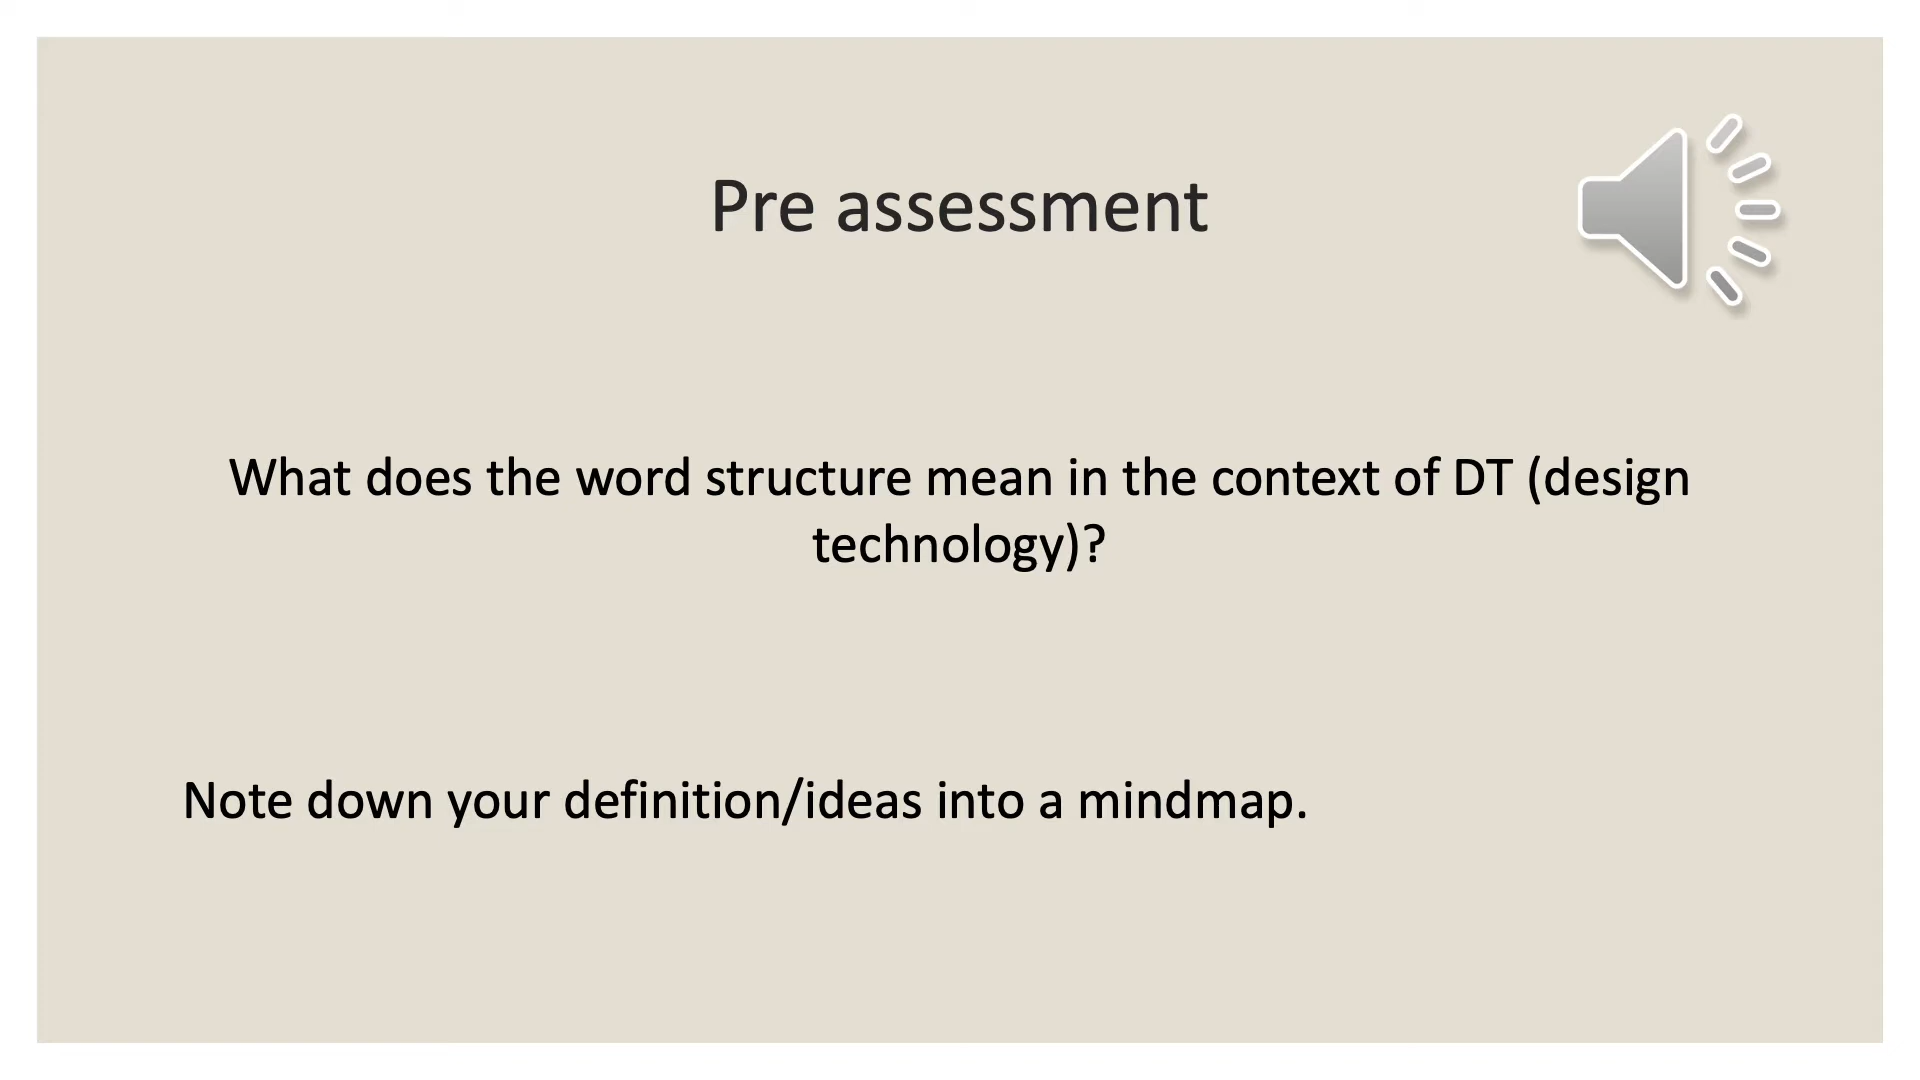 Pre assessment
What does the word structure mean in the context of DT (design
technology)?
Note down your definition/ideas into a mindmap.